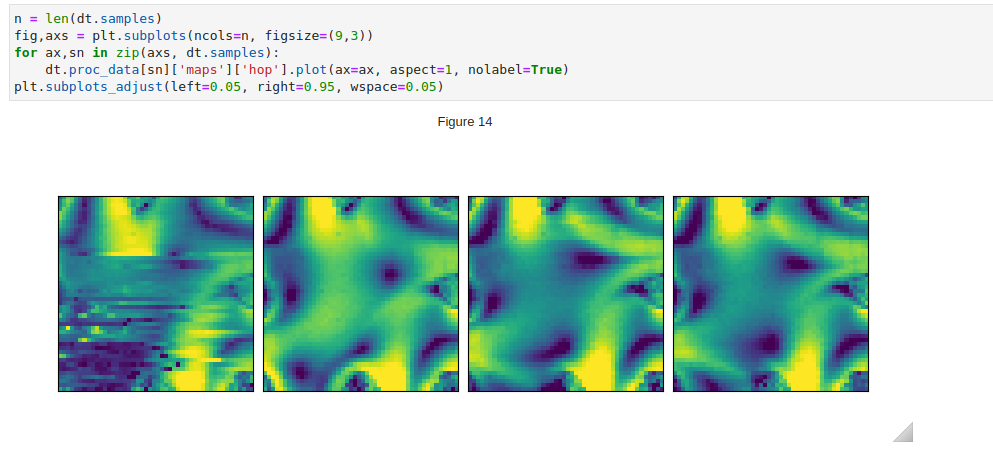 n = len(dt.samples)
fig,axs = plt.subplots(ncols=n, figsize=(9,3))
for ax,sn in zip(axs, dt.samples):
    dt.proc_data[sn]['maps']['hop'].plot(ax=ax, aspect=1, nolabel=True)
plt.subplots_adjust(left=0.05, right=0.95, wspace=0.05)
Figure 14